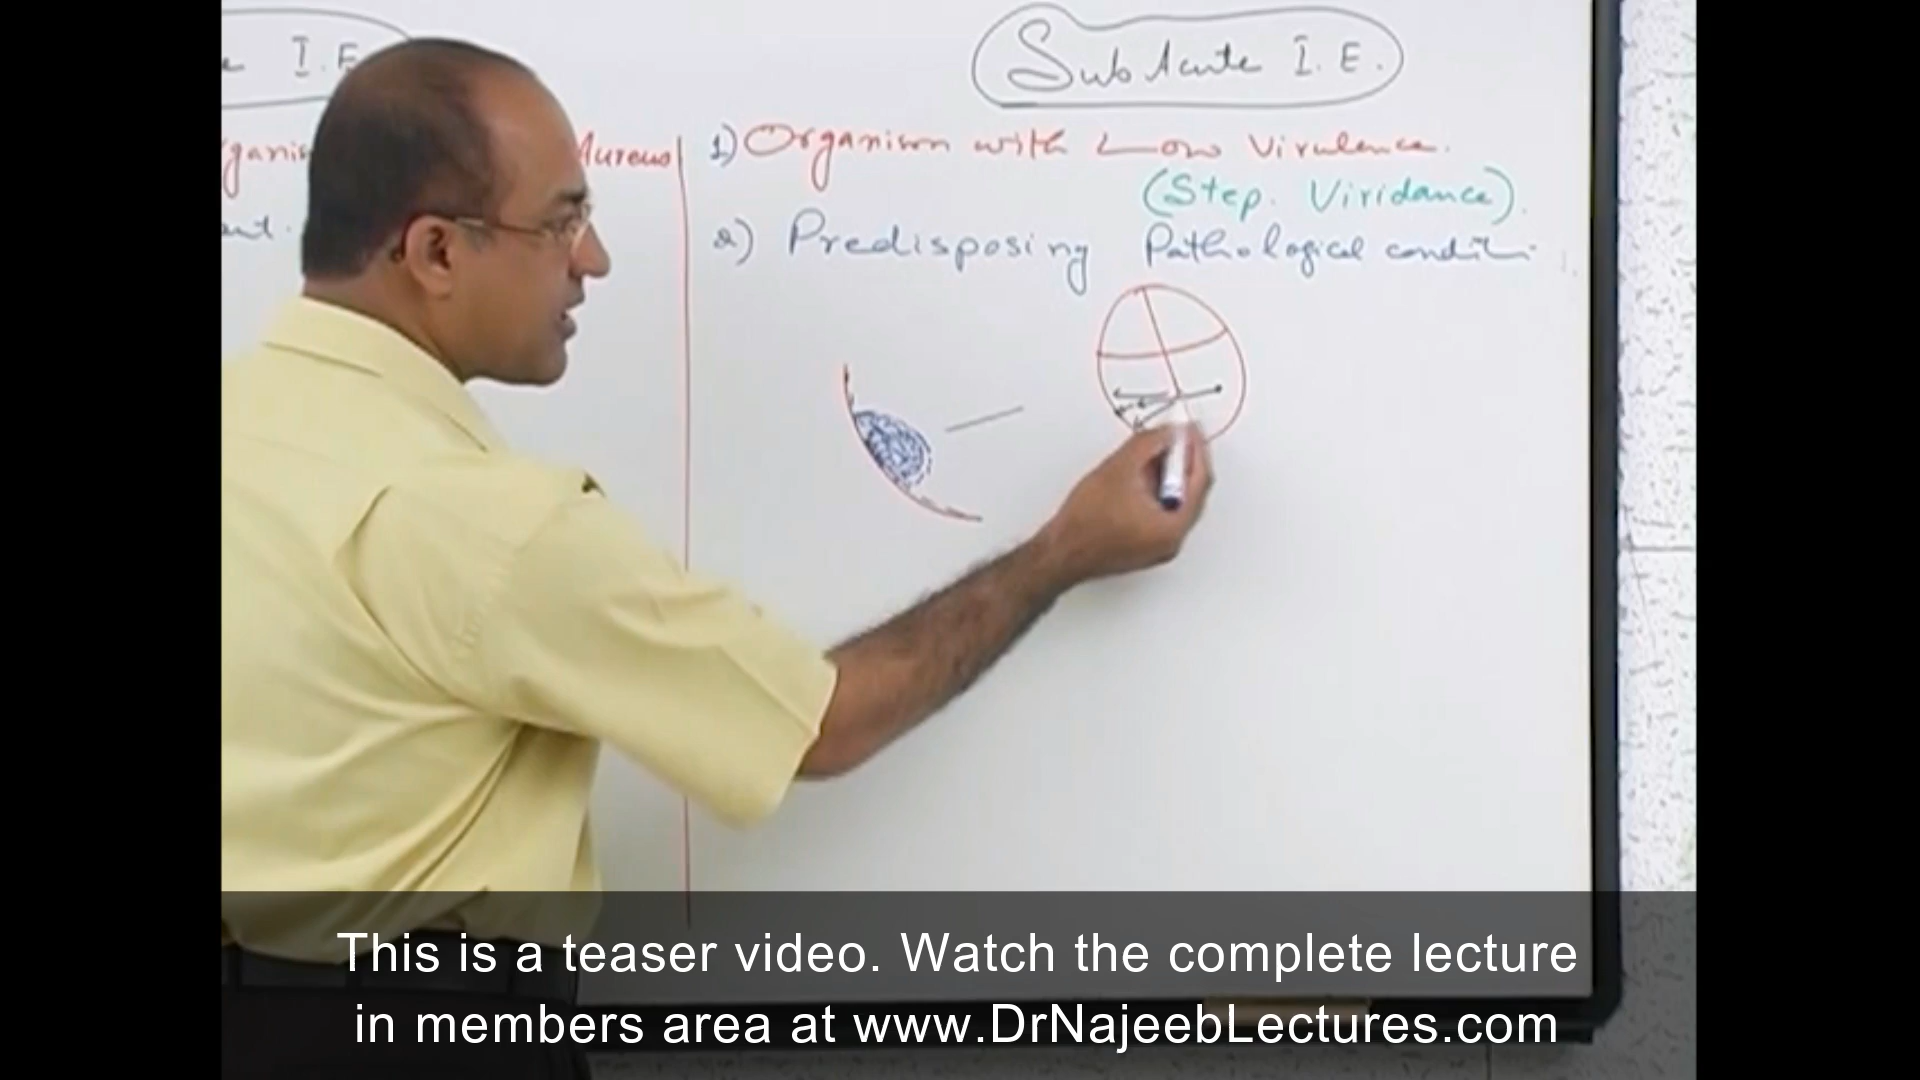 I.E
Sub Acute I.E.
Aureus
1) Organism with Low Virulence.
(Step. Viridance).
2) Predisposing Pathological
This is a teaser video. Watch the complete lecture
in members area at www.DrNajeebLectures.com